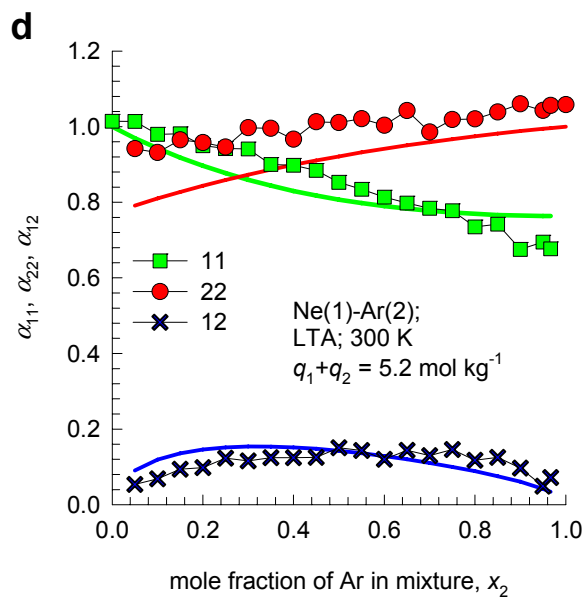 d
1.2
1.0
0.8
0.6
0.4
0.2
0.0
α11, α22, α12
11
22
12
Ne(1)-Ar(2);
LTA; 300 K
q1+q2 = 5.2 mol kg-1
0.0 0.2 0.4 0.6 0.8 1.0
mole fraction of Ar in mixture, x2